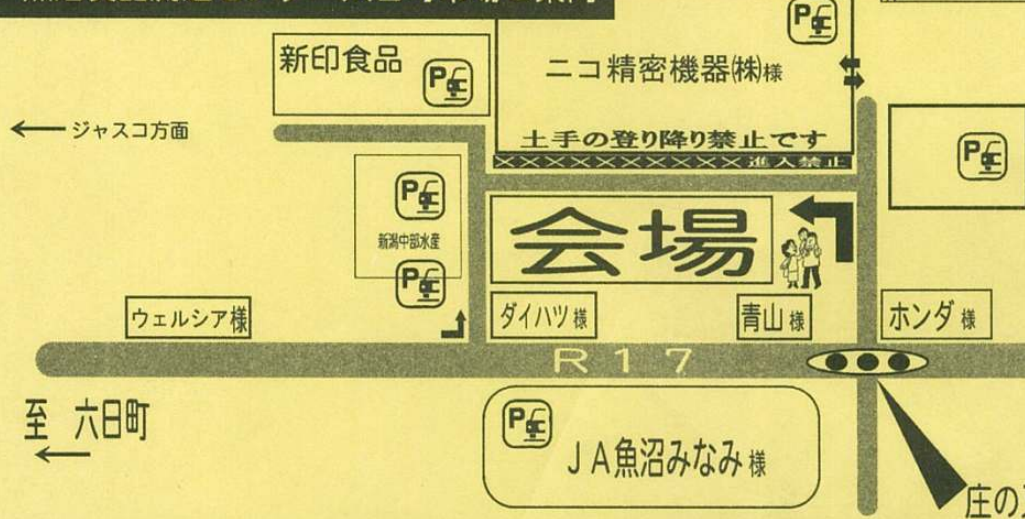 新印食品
P
P
ニコ精密機器㈱様
← ジャスコ方面
土手の登り降り禁止です
進入禁止
P
P
新潟中部水産
P
会場
ウェルシア様
ダイハツ様
青山様
ホンダ様
R17
至 六日町
P
JA魚沼みなみ様
庄の